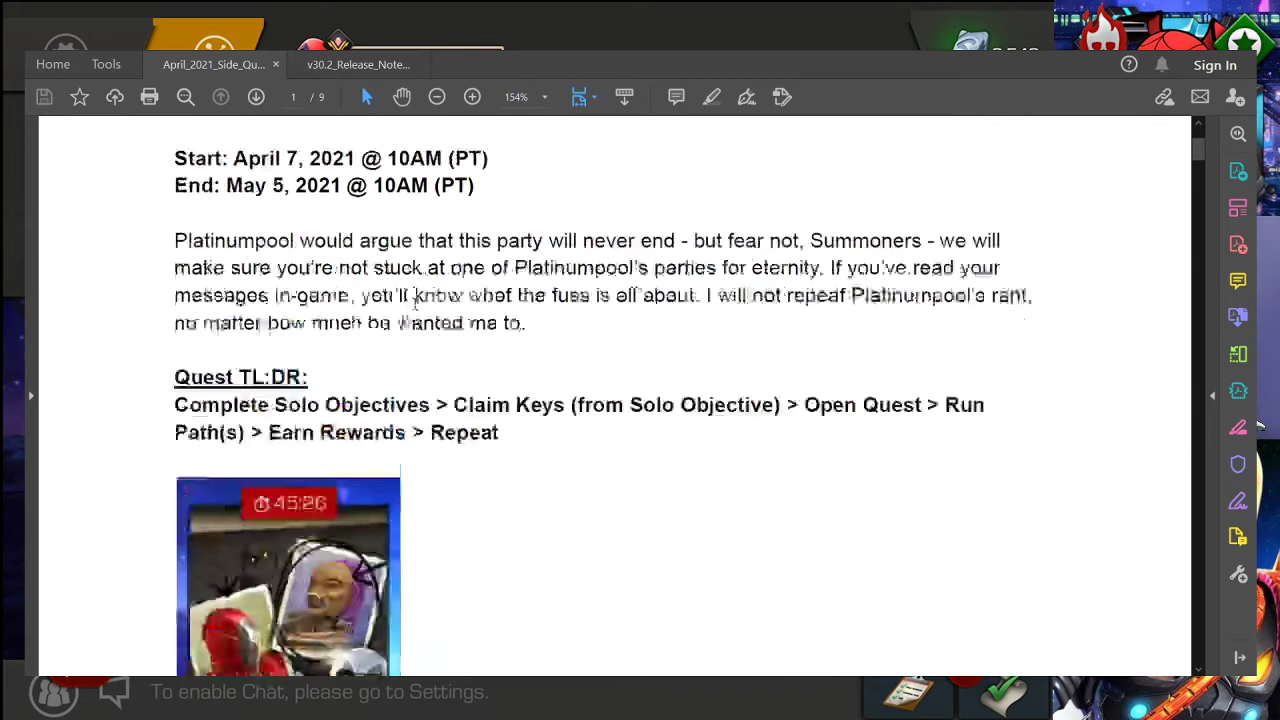 Home Tools April_2021_Side_Qu... × v30.2_Release_Note... Sign In
1 / 9 154%
Start: April 7, 2021 @ 10AM (PT)
End: May 5, 2021 @ 10AM (PT)
Platinumpool would argue that this party will never end - but fear not, Summoners - we will
make sure you're not stuck at one of Platinumpool's parties for eternity. If you've read your
messages in-game, you'll know what the fuss is all about. I will not repeat Platinumpool's rant,
no matter how much he wanted me to.
Quest TL:DR:
Complete Solo Objectives > Claim Keys (from Solo Objective) > Open Quest > Run
Path(s) > Earn Rewards > Repeat
45:26
To enable Chat, please go to Settings.